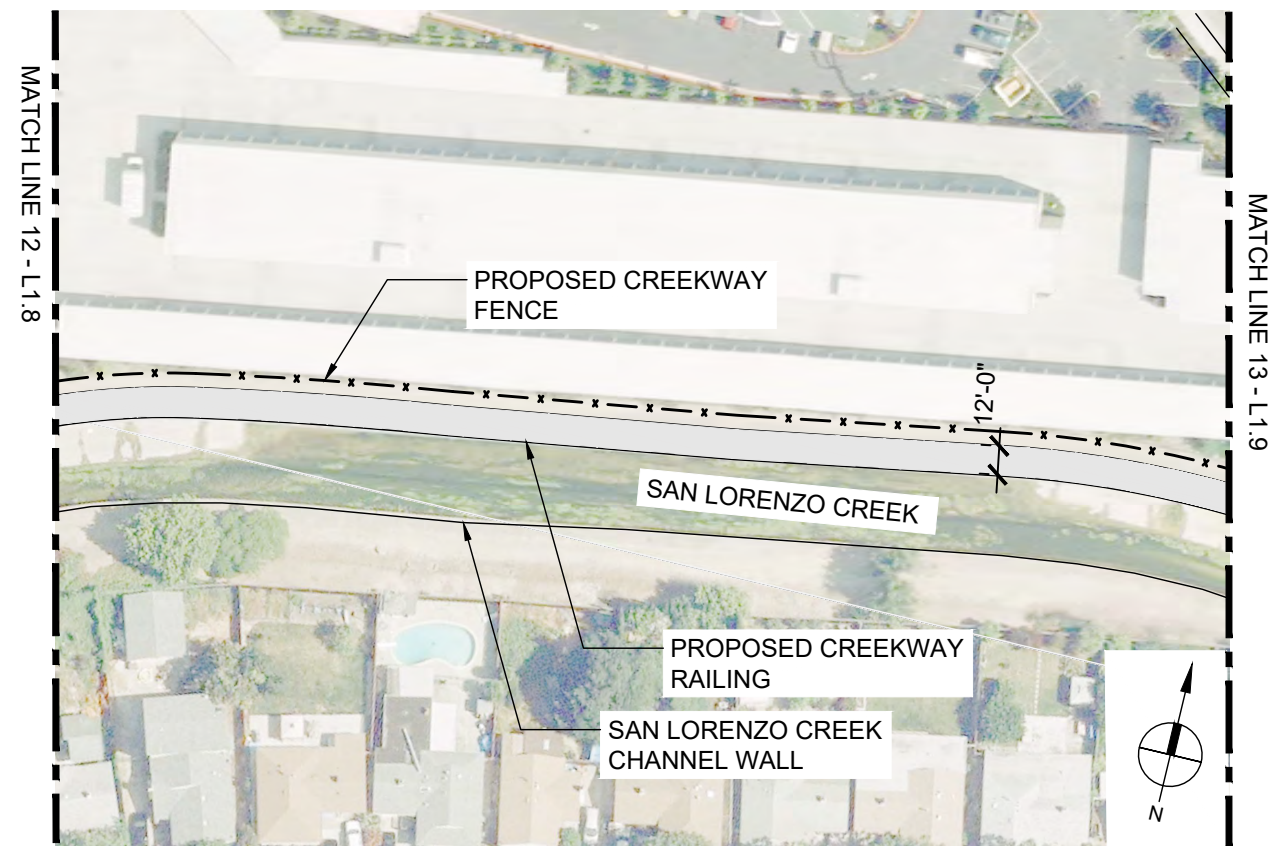 MATCH LINE 12 - L1.8
PROPOSED CREEKWAY
FENCE
12'-0"
MATCH LINE 13 - L1.9
SAN LORENZO CREEK
PROPOSED CREEKWAY
RAILING
SAN LORENZO CREEK
CHANNEL WALL
N